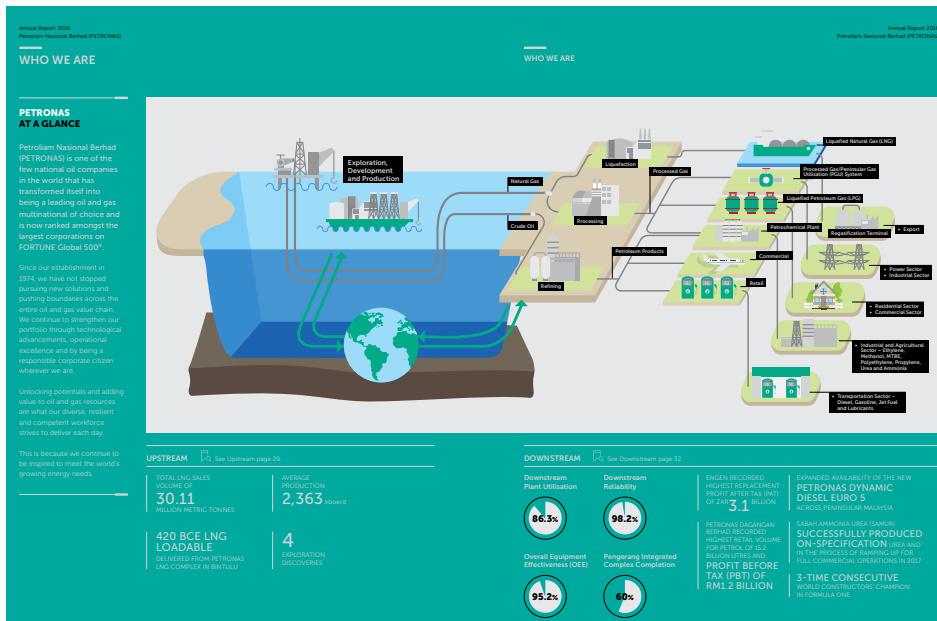 Annual Report 2016
Petroliam Nasional Berhad (PETRONAS)
WHO WE ARE
Annual Report 2016
Petroliam Nasional Berhad (PETRONAS)
WHO WE ARE
PETRONAS
AT A GLANCE
Petroliam Nasional Berhad
(PETRONAS) is one of the
few national oil companies
in the world that has
transformed itself into
being a leading oil and gas
multinational of choice and
is now ranked amongst the
largest corporations on
FORTUNE Global 500®.
Since our establishment in
1974, we have not stopped
pursuing new solutions and
pushing boundaries across the
entire oil and gas value chain.
We continue to strengthen our
portfolio through technological
advancements, operational
excellence and by being a
responsible corporate citizen
wherever we are.
Unlocking potentials and adding
value to oil and gas resources
are what our diverse, resilient
and competent workforce
strives to deliver each day.
This is because we continue to
be inspired to meet the world's
growing energy needs.
Exploration,
Development
and Production
Natural Gas
Crude Oil
Liquefaction
Processing
Refining
Processed Gas
Petroleum Products
Liquefied Natural Gas (LNG)
Processed Gas/Peninsular Gas
Utilisation (PGU) System
Liquefied Petroleum Gas (LPG)
Petrochemical Plant
Commercial
Retail
Regasification Terminal
• Export
• Power Sector
• Industrial Sector
• Residential Sector
• Commercial Sector
• Industrial and Agricultural
Sector – Ethylene,
Methanol, MTBE,
Polyethylene, Propylene,
Urea and Ammonia
• Transportation Sector –
Diesel, Gasoline, Jet Fuel
and Lubricants
UPSTREAM
See Upstream page 29.
TOTAL LNG SALES
VOLUME OF
30.11
MILLION METRIC TONNES
AVERAGE
PRODUCTION
2,363 kboe/d
420 BCE LNG
LOADABLE
DELIVERED FROM PETRONAS
LNG COMPLEX IN BINTULU
4
EXPLORATION
DISCOVERIES
DOWNSTREAM
See Downstream page 32.
Downstream
Plant Utilisation
86.3%
Downstream
Reliability
98.2%
Overall Equipment
Effectiveness (OEE)
95.2%
Pengerang Integrated
Complex Completion
60%
ENGEN RECORDED
HIGHEST REPLACEMENT
PROFIT AFTER TAX (PAT)
OF ZAR 3.1 BILLION
PETRONAS DAGANGAN
BERHAD RECORDED
HIGHEST RETAIL VOLUME
FOR PETROL OF 15.2
BILLION LITRES AND
PROFIT BEFORE
TAX (PBT) OF
RM1.2 BILLION
EXPANDED AVAILABILITY OF THE NEW
PETRONAS DYNAMIC
DIESEL EURO 5
ACROSS PENINSULAR MALAYSIA
SABAH AMMONIA UREA (SAMUR)
SUCCESSFULLY PRODUCED
ON-SPECIFICATION UREA AND
IN THE PROCESS OF RAMPING UP FOR
FULL COMMERCIAL OPERATIONS IN 2017
3-TIME CONSECUTIVE
WORLD CONSTRUCTORS' CHAMPION
IN FORMULA ONE